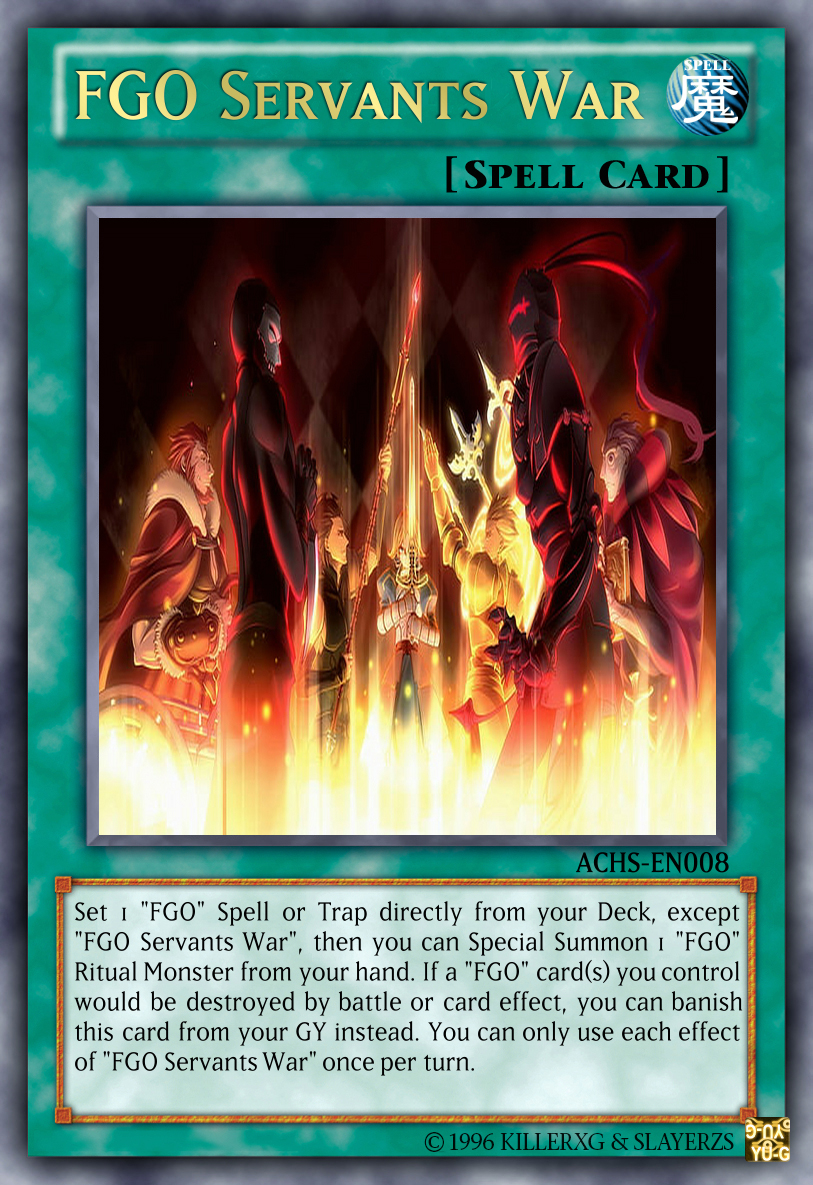 FGO SERVANTS WAR
SPELL
魔
[SPELL CARD]
ACHS-EN008
Set 1 "FGO" Spell or Trap directly from your Deck, except
"FGO Servants War", then you can Special Summon 1 "FGO"
Ritual Monster from your hand. If a "FGO" card(s) you control
would be destroyed by battle or card effect, you can banish
this card from your GY instead. You can only use each effect
of "FGO Servants War" once per turn.
© 1996 KILLERXG & SLAYERZS